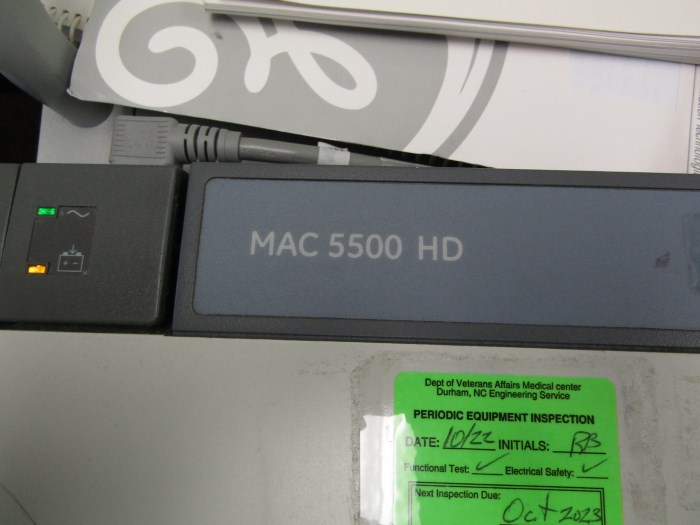 MAC 5500 HD
Dept of Veterans Affairs Medical center
Durham, NC Engineering Service
PERIODIC EQUIPMENT INSPECTION
DATE: 10/22 INITIALS: RB
Functional Test: ✓ Electrical Safety: ✓
Next Inspection Due:
Oct 2023